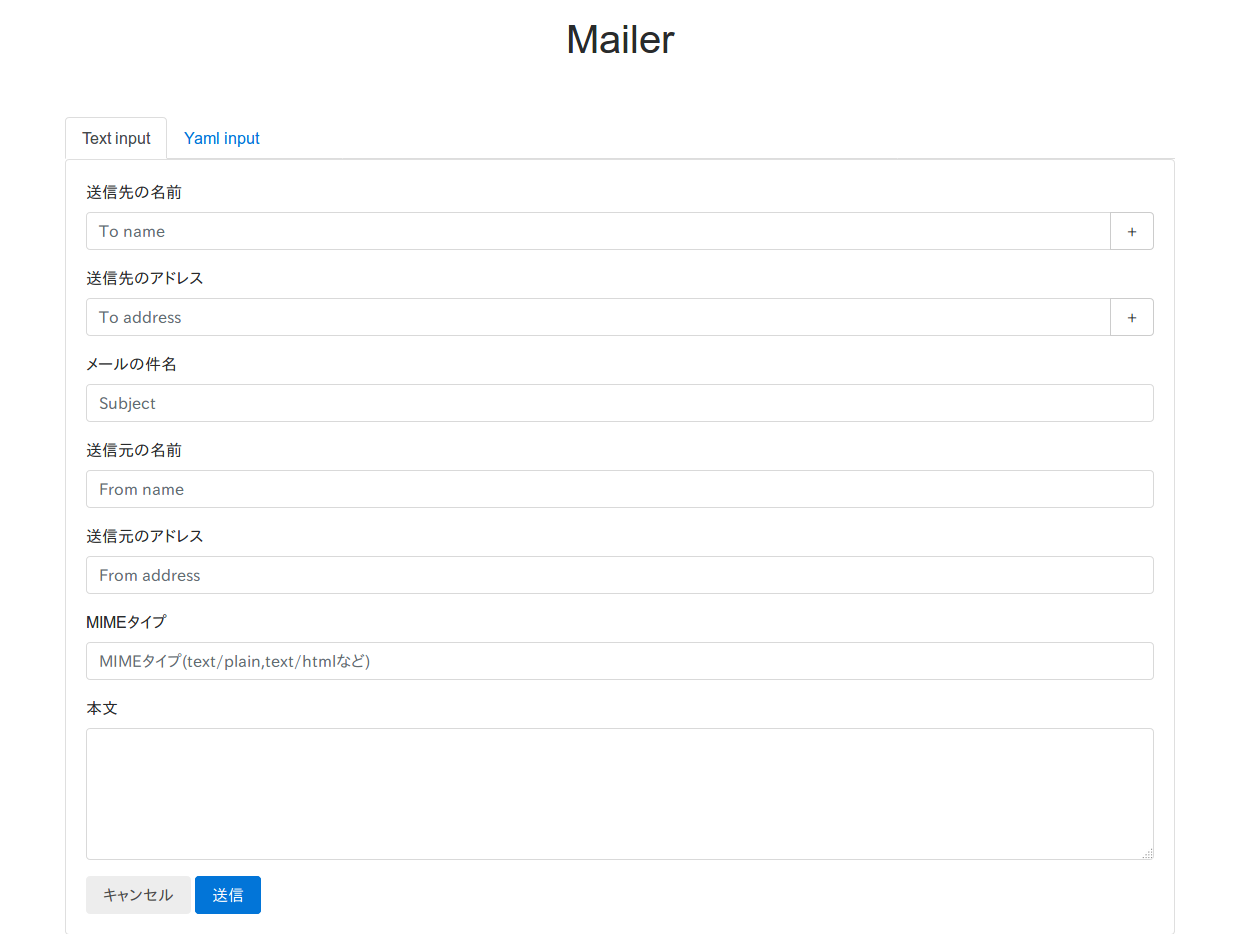 Mailer
Text input
Yaml input
送信先の名前
To name
+
送信先のアドレス
To address
+
メールの件名
Subject
送信元の名前
From name
送信元のアドレス
From address
MIMEタイプ
MIMEタイプ(text/plain,text/htmlなど)
本文
キャンセル
送信